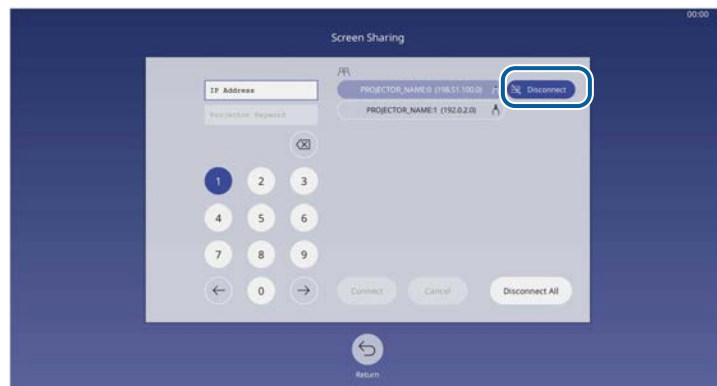 00:00
Screen Sharing
IP Address
Projector Keyword
PROJECTOR_NAME:0 (198.51.100.0)
Disconnect
PROJECTOR_NAME:1 (192.0.2.0)
1 2 3
4 5 6
7 8 9
0
Connect Cancel Disconnect All
Return